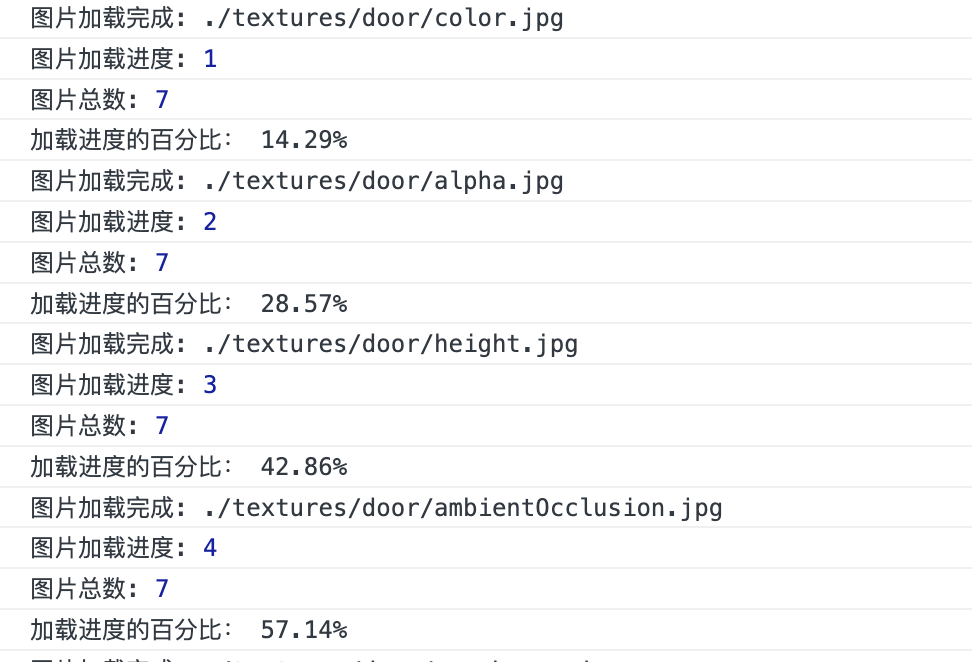 图片加载完成: ./textures/door/color.jpg
图片加载进度: 1
图片总数: 7
加载进度的百分比： 14.29%
图片加载完成: ./textures/door/alpha.jpg
图片加载进度: 2
图片总数: 7
加载进度的百分比： 28.57%
图片加载完成: ./textures/door/height.jpg
图片加载进度: 3
图片总数: 7
加载进度的百分比： 42.86%
图片加载完成: ./textures/door/ambientOcclusion.jpg
图片加载进度: 4
图片总数: 7
加载进度的百分比： 57.14%